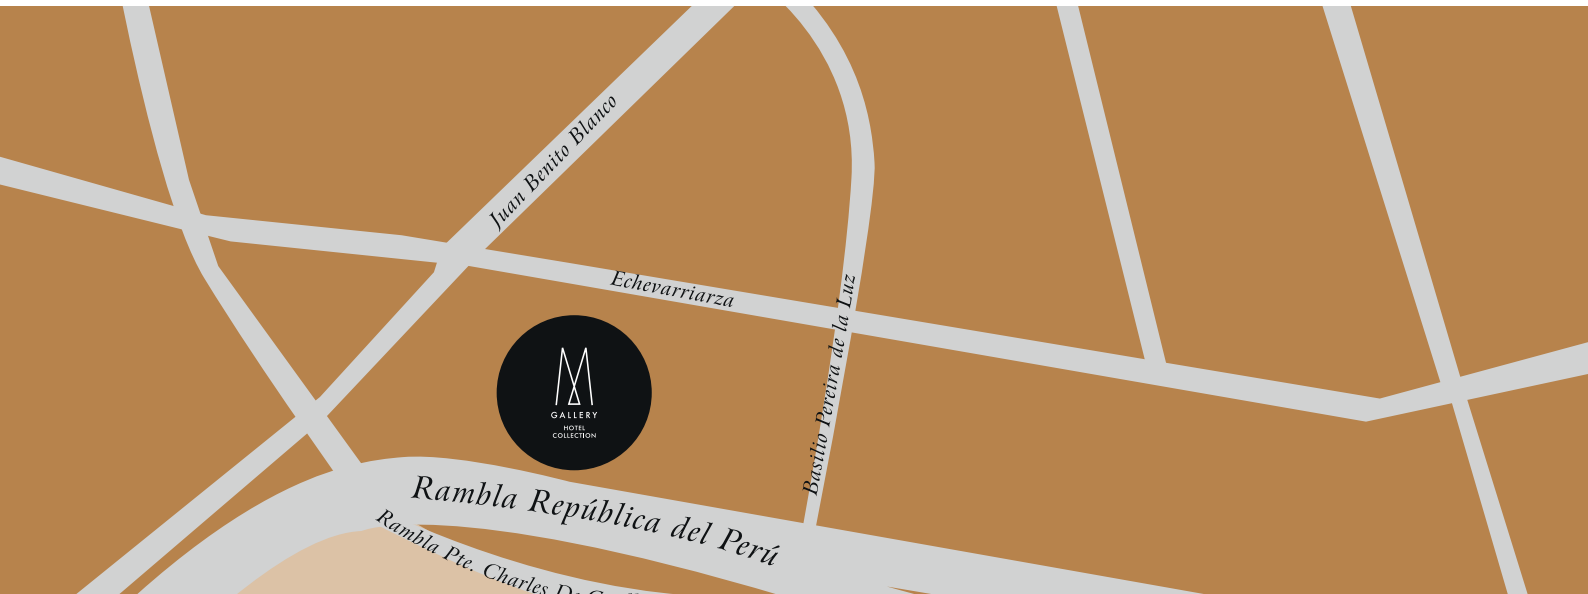 Juan Benito Blanco
Echevarriarza
Basilio Pereira de la Luz
GALLERY
HOTEL
COLLECTION
Rambla República del Perú
Rambla Pte. Charles De